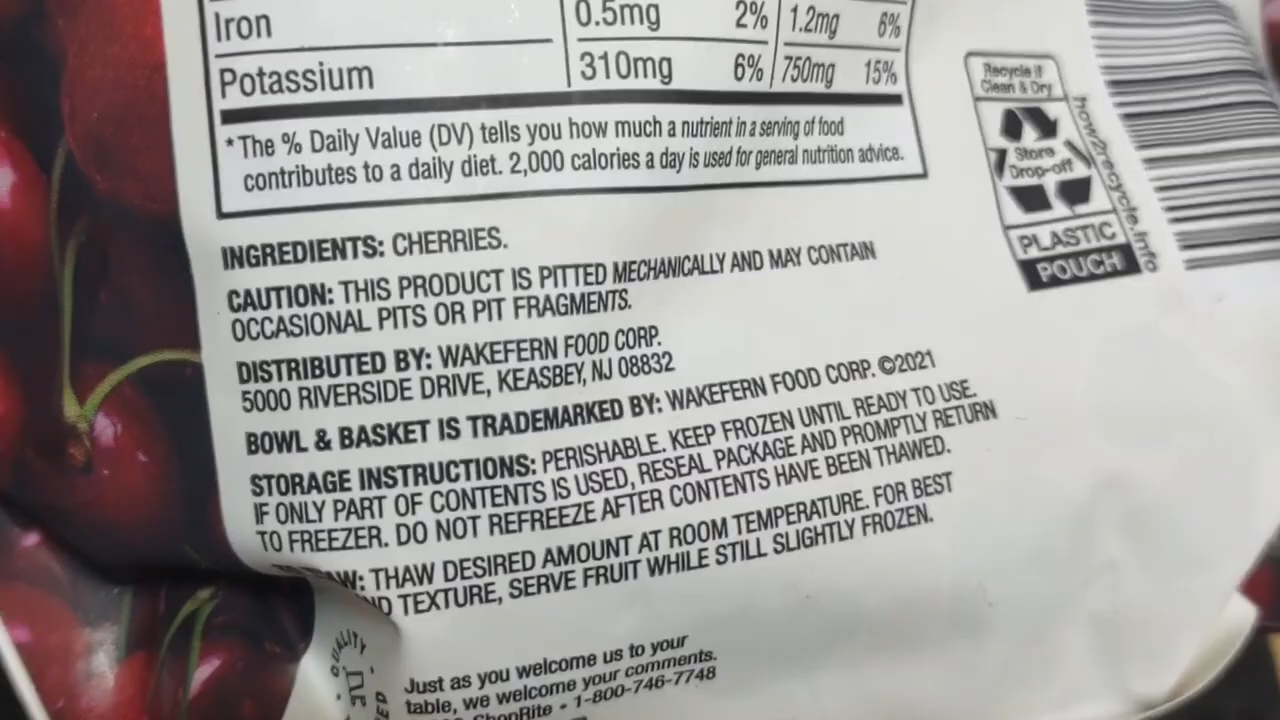 Iron 0.5mg 2% 1.2mg 6%
Potassium 310mg 6% 750mg 15%
*The % Daily Value (DV) tells you how much a nutrient in a serving of food
contributes to a daily diet. 2,000 calories a day is used for general nutrition advice.
Recycle if
Clean & Dry
Store
Drop-off
PLASTIC
POUCH
how2recycle.info
INGREDIENTS: CHERRIES.
CAUTION: THIS PRODUCT IS PITTED MECHANICALLY AND MAY CONTAIN
OCCASIONAL PITS OR PIT FRAGMENTS.
DISTRIBUTED BY: WAKEFERN FOOD CORP.
5000 RIVERSIDE DRIVE, KEASBEY, NJ 08832
BOWL & BASKET IS TRADEMARKED BY: WAKEFERN FOOD CORP. ©2021
STORAGE INSTRUCTIONS: PERISHABLE. KEEP FROZEN UNTIL READY TO USE.
IF ONLY PART OF CONTENTS IS USED, RESEAL PACKAGE AND PROMPTLY RETURN
TO FREEZER. DO NOT REFREEZE AFTER CONTENTS HAVE BEEN THAWED.
THAW DESIRED AMOUNT AT ROOM TEMPERATURE. FOR BEST
TEXTURE, SERVE FRUIT WHILE STILL SLIGHTLY FROZEN.
QUALITY
Just as you welcome us to your
table, we welcome your comments.
ShopRite • 1-800-746-7748